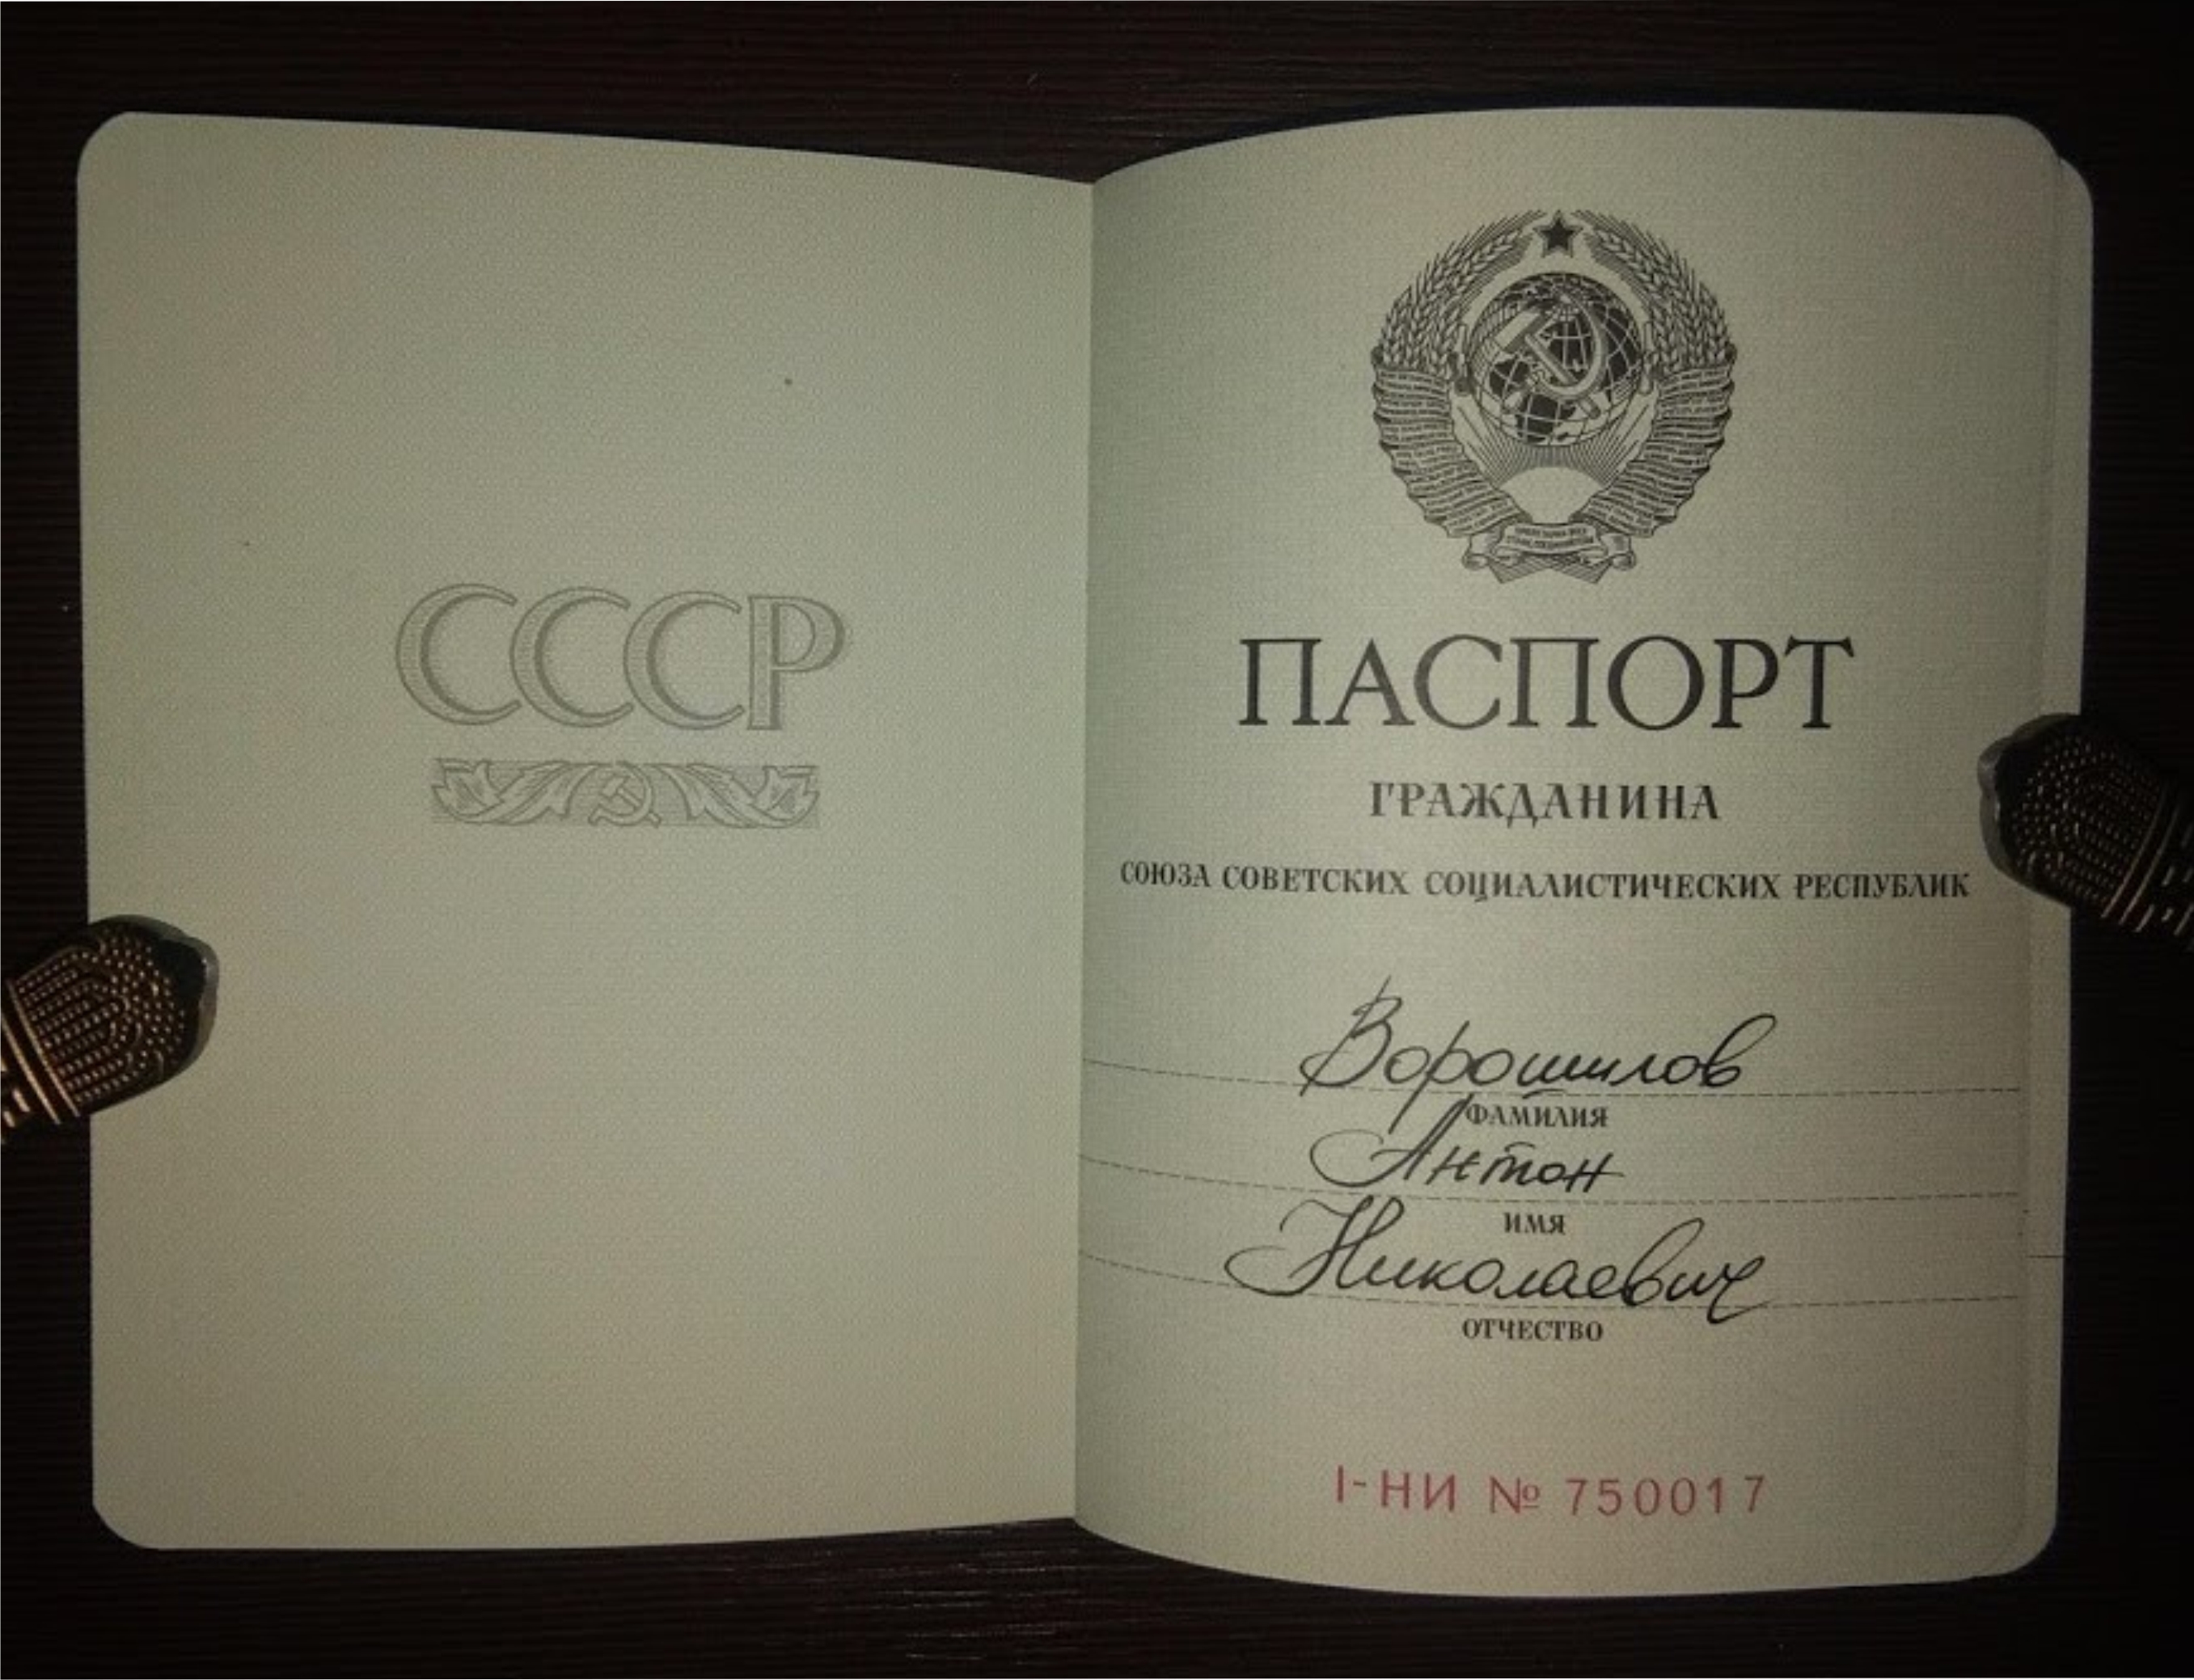 СССР
ПАСПОРТ
ГРАЖДАНИНА
СОЮЗА СОВЕТСКИХ СОЦИАЛИСТИЧЕСКИХ РЕСПУБЛИК
Ворошилов
ФАМИЛИЯ
Антон
ИМЯ
Николаевич
ОТЧЕСТВО
I-НИ № 750017